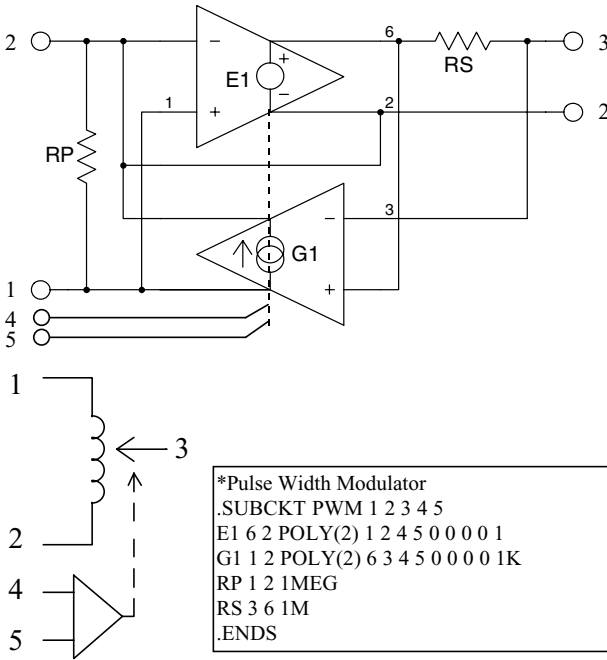 2
6
3
RS
−
+
E1
−
1
+
2
2
RP
−
3
G1
+
1
4
5
1
3
2
4
5
*Pulse Width Modulator
.SUBCKT PWM 1 2 3 4 5
E1 6 2 POLY(2) 1 2 4 5 0 0 0 0 1
G1 1 2 POLY(2) 6 3 4 5 0 0 0 0 1K
RP 1 2 1MEG
RS 3 6 1M
.ENDS